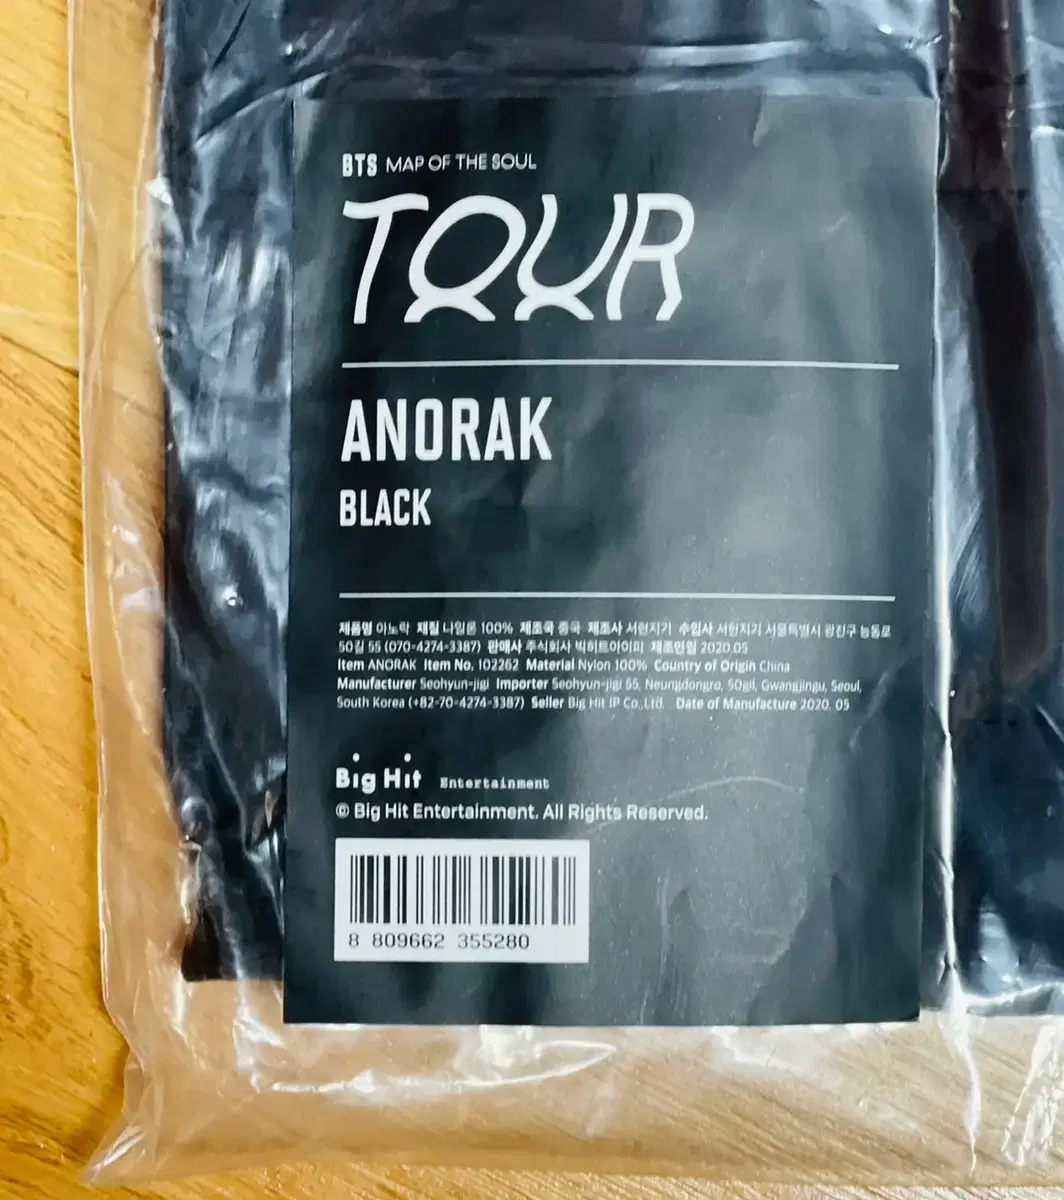 BTS MAP OF THE SOUL
TOUR
ANORAK
BLACK
제품명 아노락 재질 나일론 100% 제조국 중국 제조사 서현지기 수입사 서현지기 서울특별시 광진구 능동로
50길 55 (070-4274-3387) 판매사 주식회사 빅히트아이피 제조연월 2020.05
Item ANORAK Item No. 102262 Material Nylon 100% Country of Origin China
Manufacturer Seohyun-jigi Importer Seohyun-jigi 55, Neungdongro, 50gil, Gwangjingu, Seoul,
South Korea (+82-70-4274-3387) Seller Big Hit IP Co.,Ltd. Date of Manufacture 2020. 05
Big Hit Entertainment
© Big Hit Entertainment. All Rights Reserved.
8 809662 355280